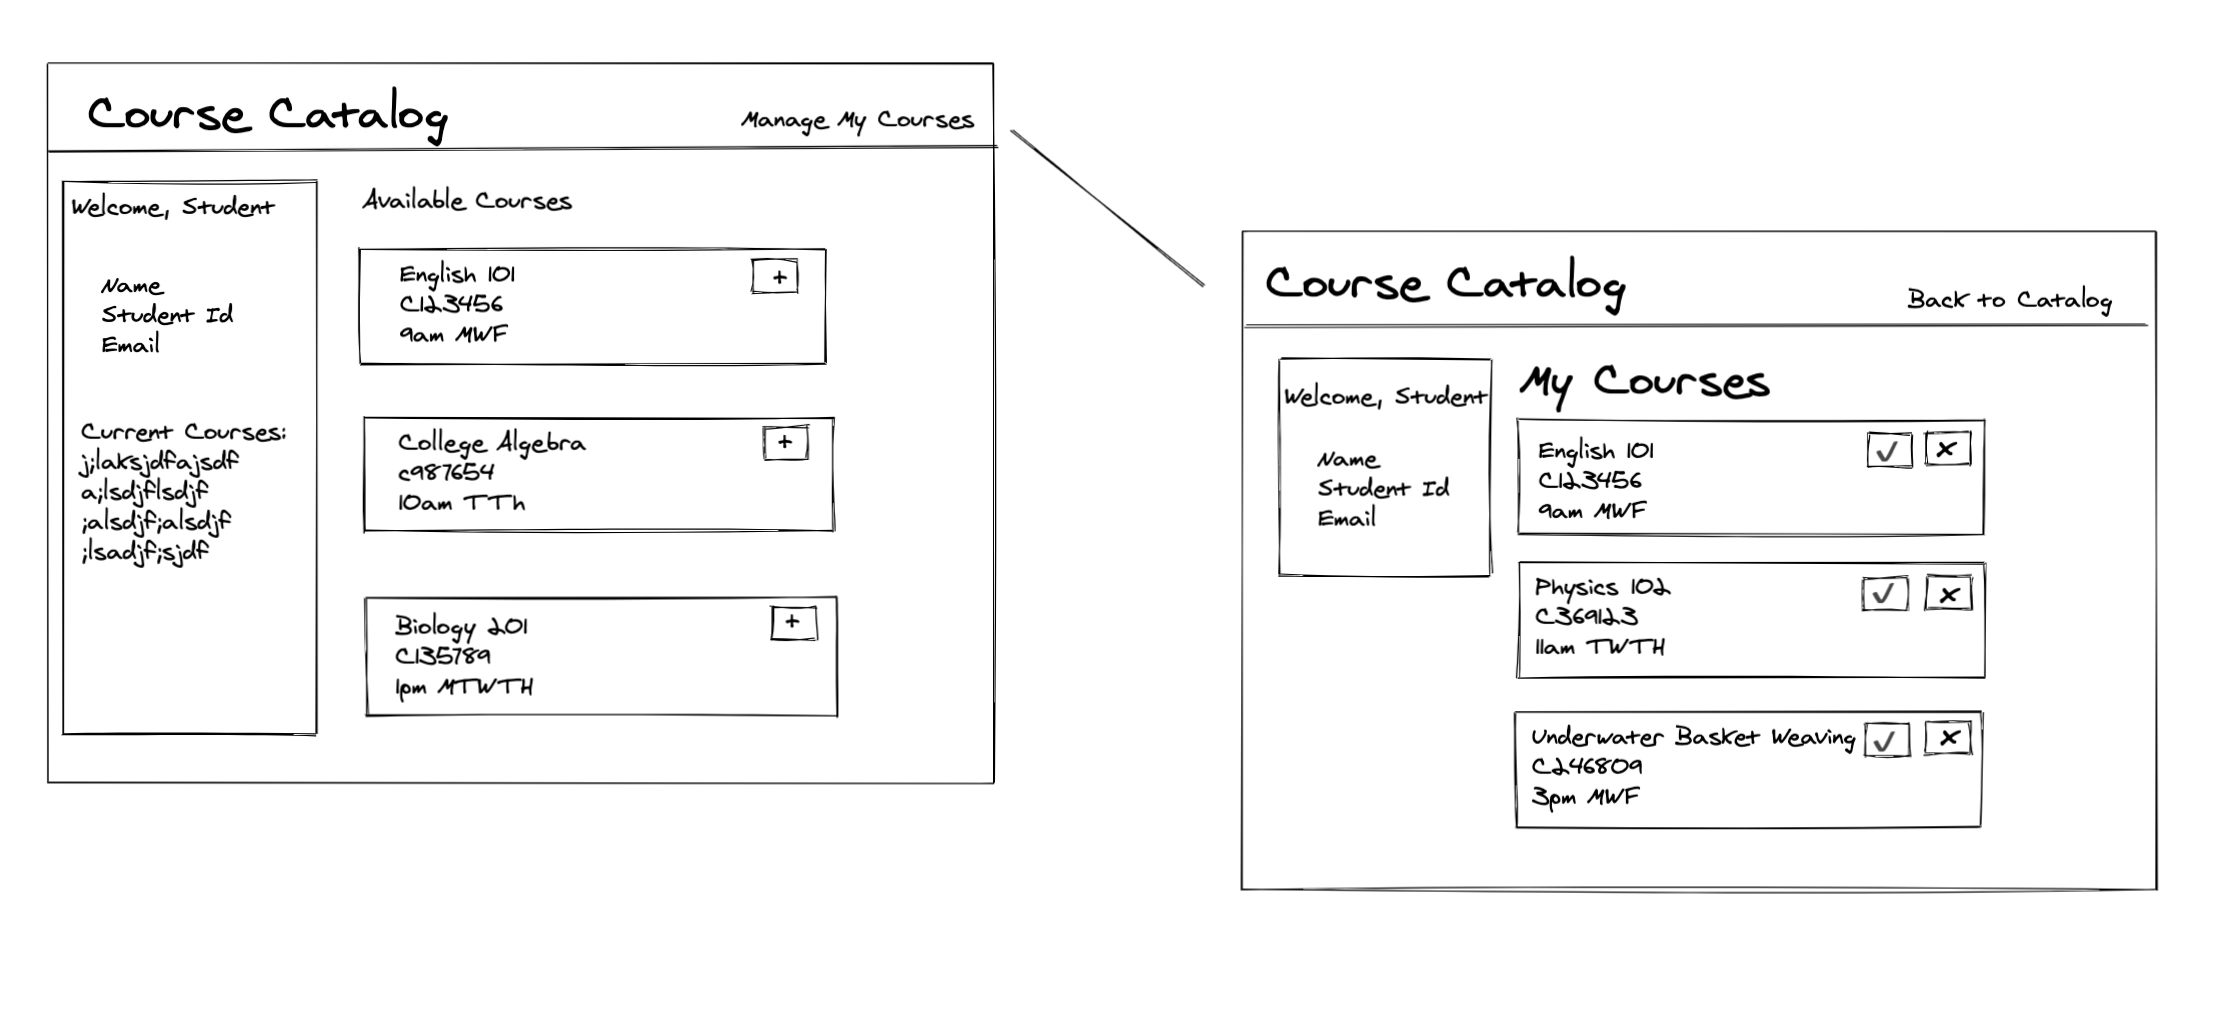 Course Catalog
Manage My Courses
Welcome, Student
Name
Student Id
Email
Current Courses:
j;laksjdfajsdf
a;lsdjflsdjf
;alsdjf;alsdjf
;lsadjf;sjdf
Available Courses
English 101
C123456
9am MWF
+
College Algebra
c987654
10am TTh
+
Biology 201
C135789
1pm MTWTH
+
Course Catalog
Back to Catalog
Welcome, Student
Name
Student Id
Email
My Courses
English 101
C123456
9am MWF
✓ x
Physics 102
C369123
11am TWTH
✓ x
Underwater Basket Weaving
C246809
3pm MWF
✓ x